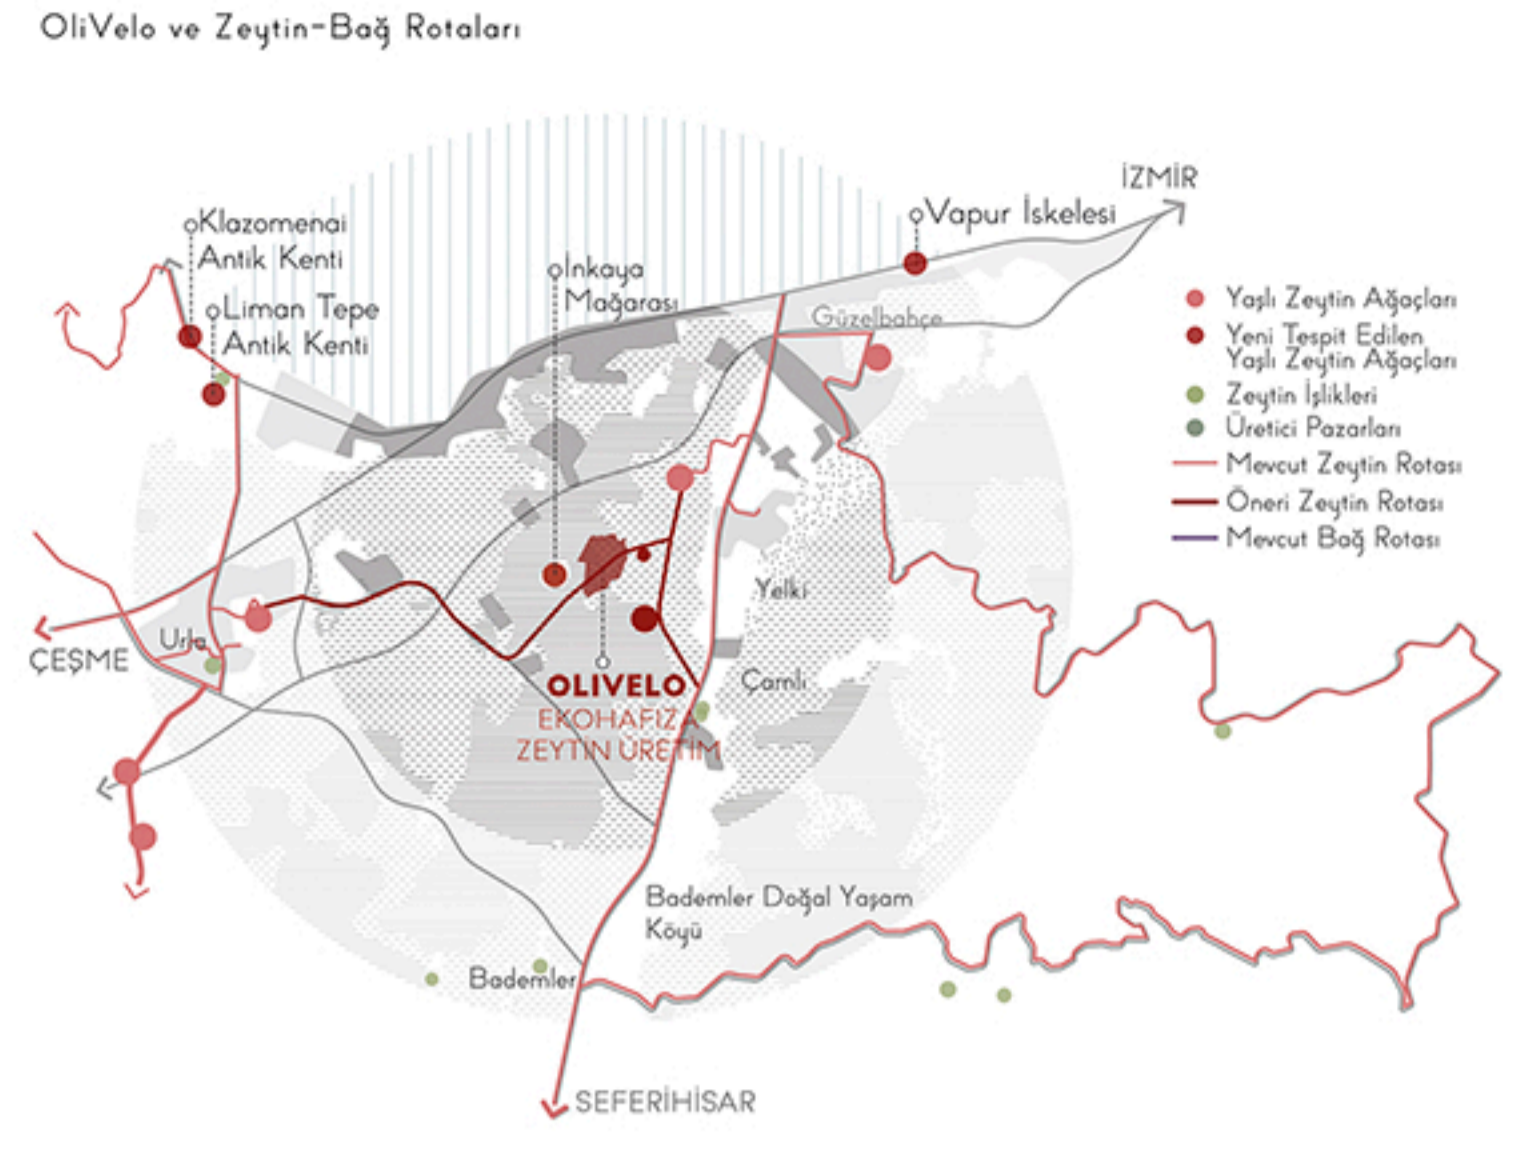 OliVelo ve Zeytin-Bağ Rotaları
İZMİR
Vapur İskelesi
Klazomenai
Antik Kenti
İnkaya
Mağarası
Liman Tepe
Antik Kenti
Güzelbahçe
Yaşlı Zeytin Ağaçları
Yeni Tespit Edilen
Yaşlı Zeytin Ağaçları
Zeytin İşlikleri
Üretici Pazarları
Mevcut Zeytin Rotası
Öneri Zeytin Rotası
Mevcut Bağ Rotası
Yelki
Urla
ÇEŞME
Çamlı
OLIVELO
EKOHAFIZA
ZEYTİN ÜRETİM
Bademler Doğal Yaşam
Köyü
Bademler
SEFERİHİSAR